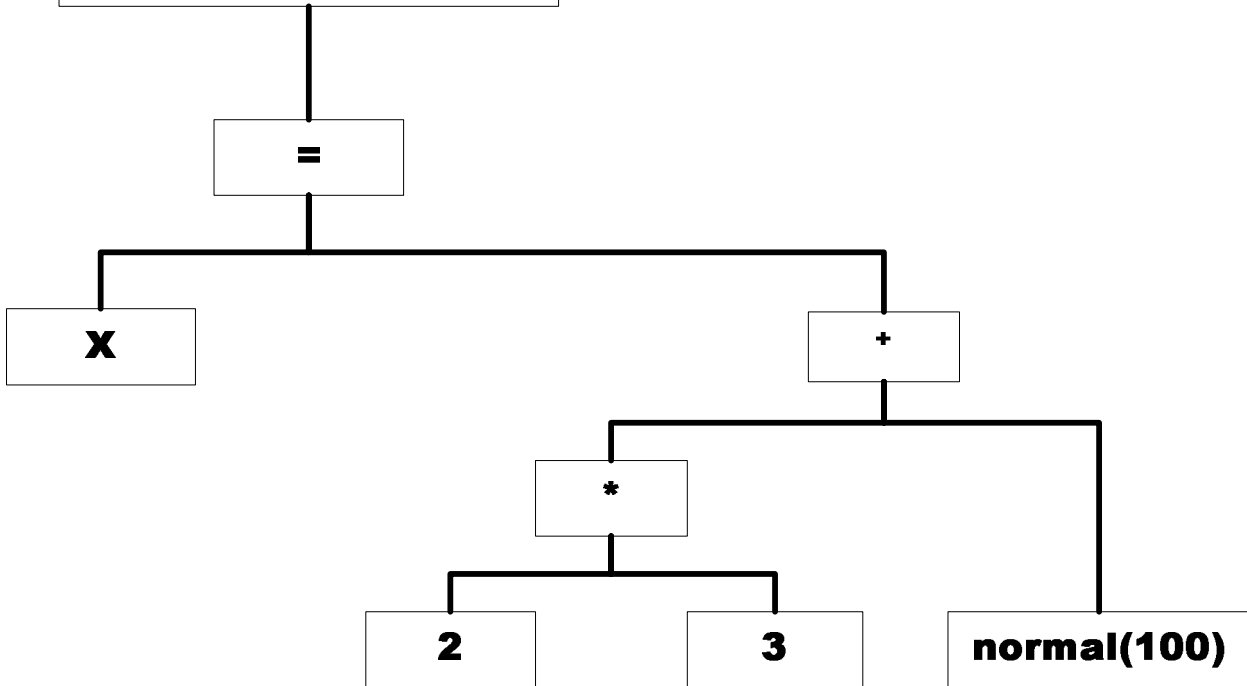 =
X
+
*
2
3
normal(100)